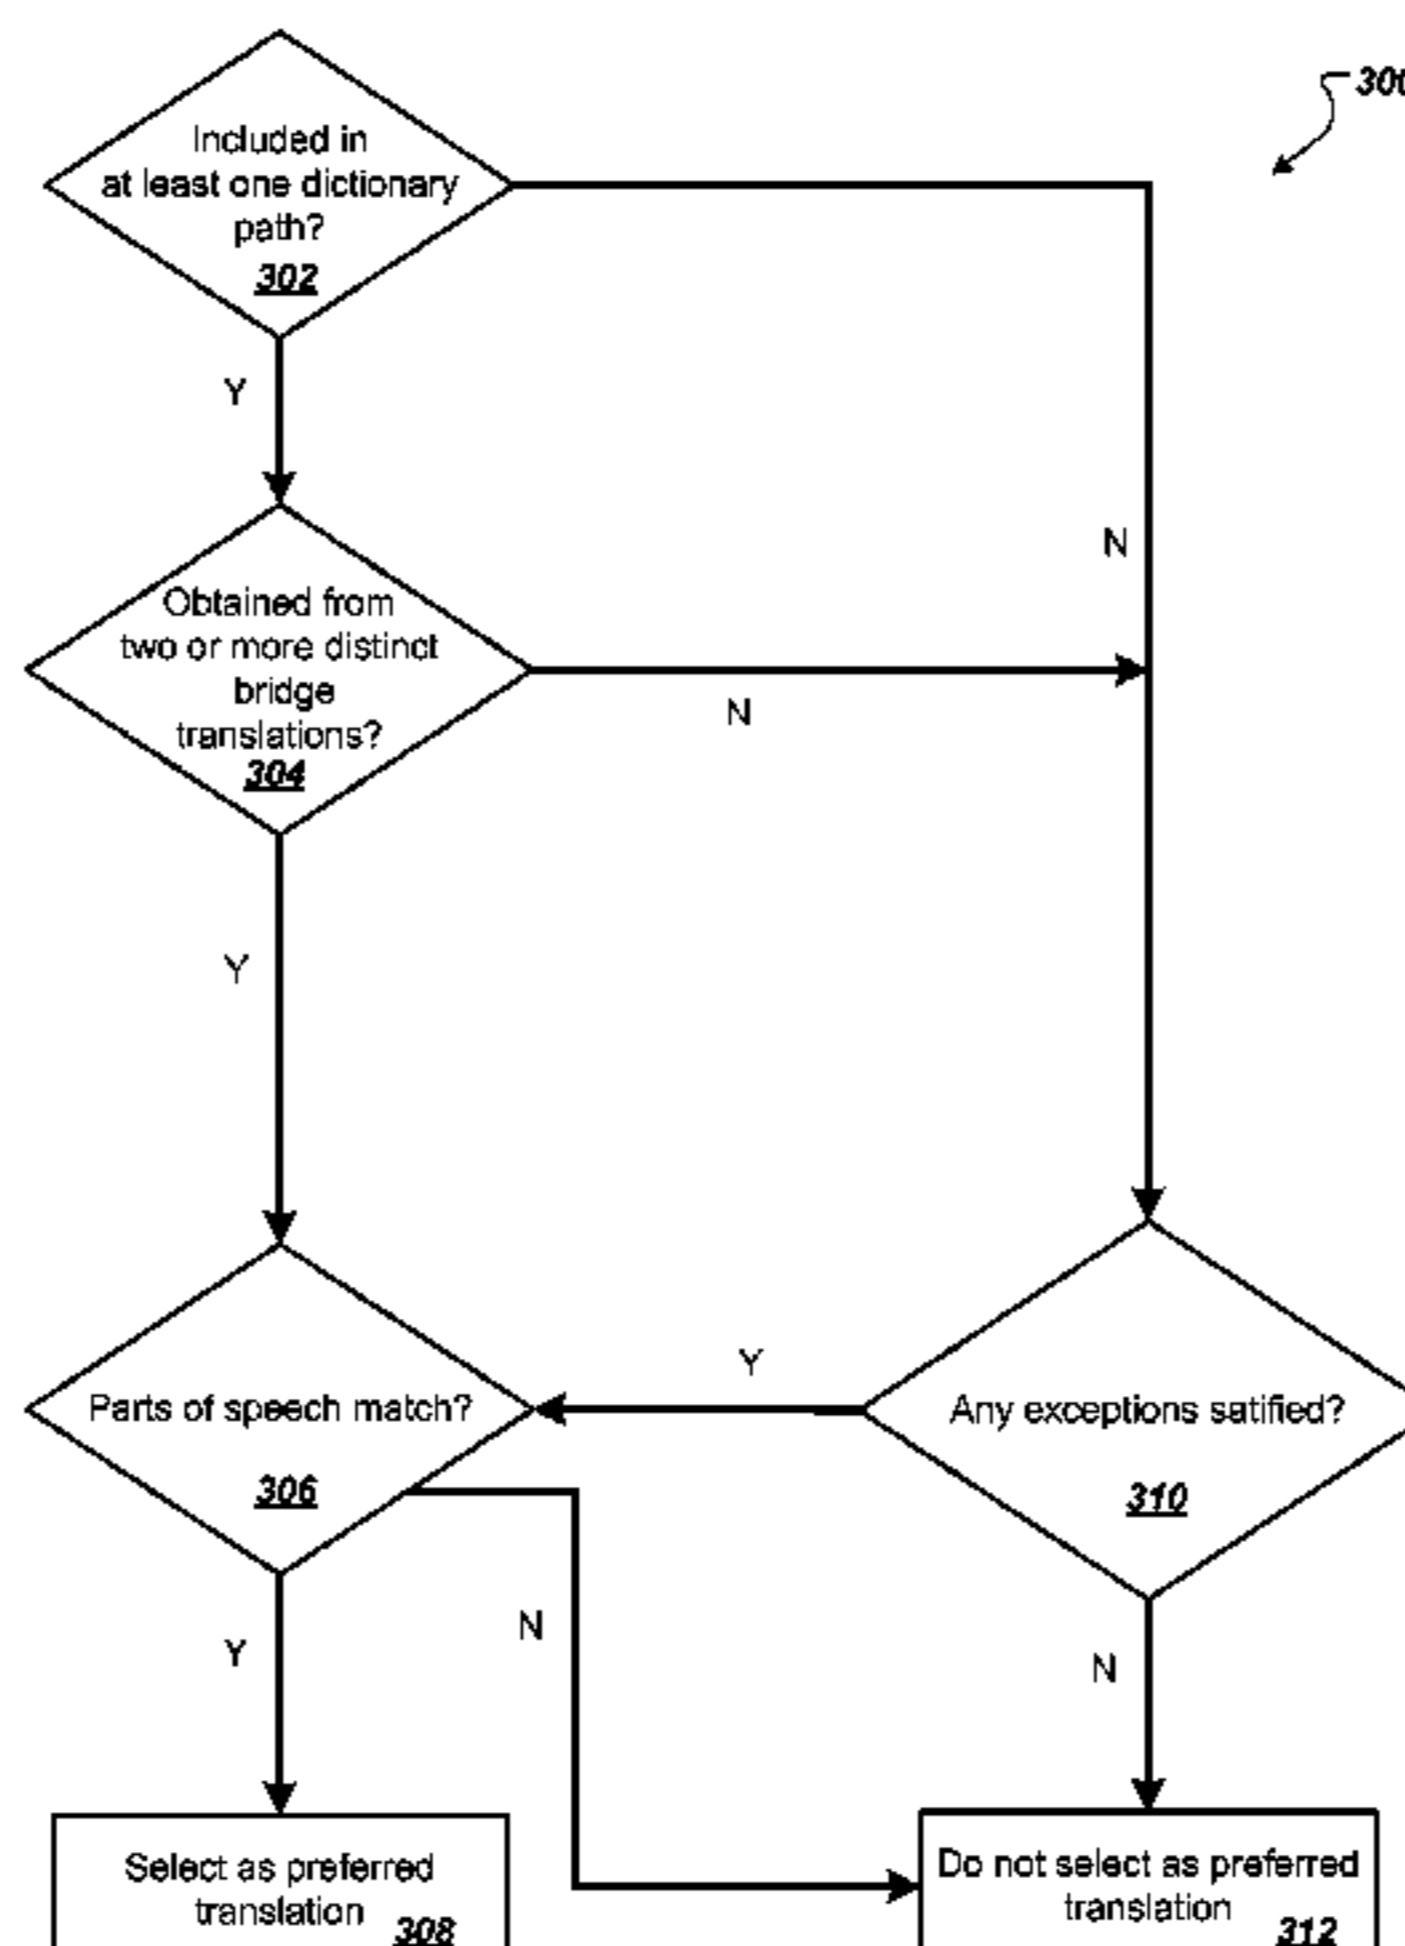 300
Included in
at least one dictionary
path?
302
Y
N
Obtained from
two or more distinct
bridge
translations?
304
N
Y
Parts of speech match?
306
Y
Any exceptions satified?
310
Y
N
N
Select as preferred
translation
308
Do not select as preferred
translation
312